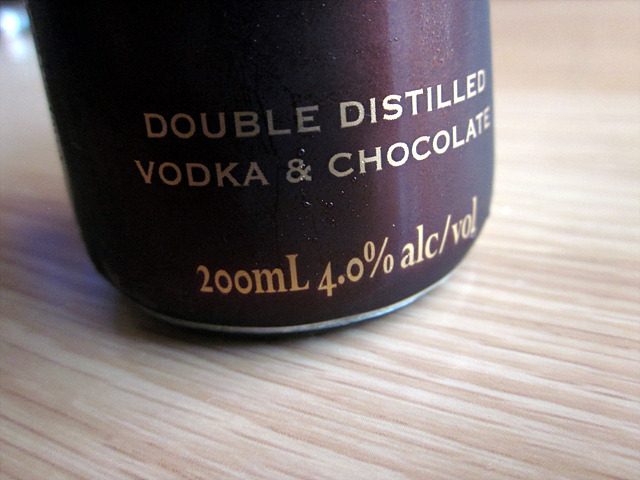 DOUBLE DISTILLED
VODKA & CHOCOLATE
200mL 4.0% alc/vol